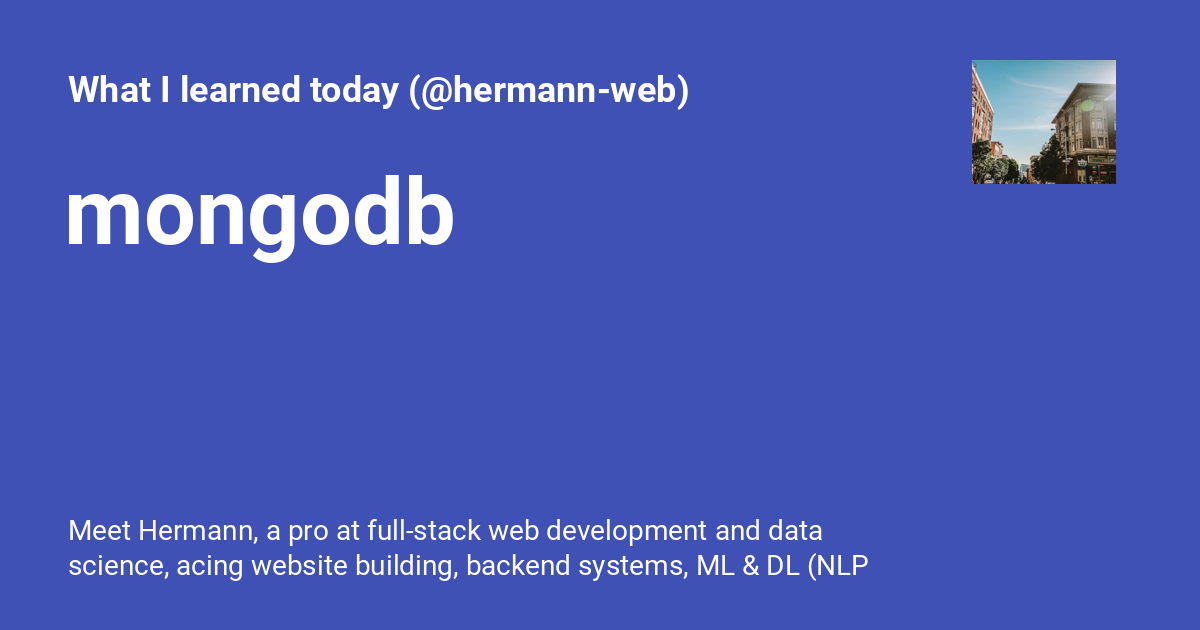 What I learned today (@hermann-web)
mongodb
Meet Hermann, a pro at full-stack web development and data
science, acing website building, backend systems, ML & DL (NLP